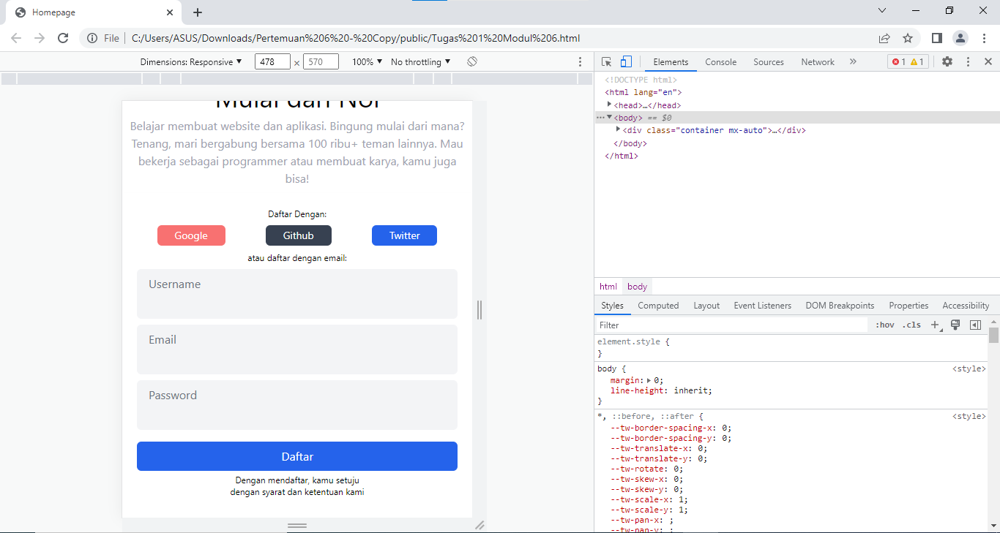 Homepage
File
C:/Users/ASUS/Downloads/Pertemuan%206%20-%20Copy/public/Tugas%201%20Modul%206.html
Dimensions: Responsive 478 × 570 100% No throttling
Elements Console Sources Network 1 1
Mulai dari Nol
Belajar membuat website dan aplikasi. Bingung mulai dari mana?
Tenang, mari bergabung bersama 100 ribu+ teman lainnya. Mau
bekerja sebagai programmer atau membuat karya, kamu juga
bisa!
Daftar Dengan:
Google Github Twitter
atau daftar dengan email:
Username
Email
Password
Daftar
Dengan mendaftar, kamu setuju
dengan syarat dan ketentuan kami
<!DOCTYPE html>
<html lang="en">
<head>…</head>
<body> == $0
<div class="container mx-auto">…</div>
</body>
</html>
html body
Styles Computed Layout Event Listeners DOM Breakpoints Properties Accessibility
Filter :hov .cls
element.style {
}
body { <style>
margin: 0;
line-height: inherit;
}
*, ::before, ::after { <style>
--tw-border-spacing-x: 0;
--tw-border-spacing-y: 0;
--tw-translate-x: 0;
--tw-translate-y: 0;
--tw-rotate: 0;
--tw-skew-x: 0;
--tw-skew-y: 0;
--tw-scale-x: 1;
--tw-scale-y: 1;
--tw-pan-x: ;
--tw-pan-y: ;